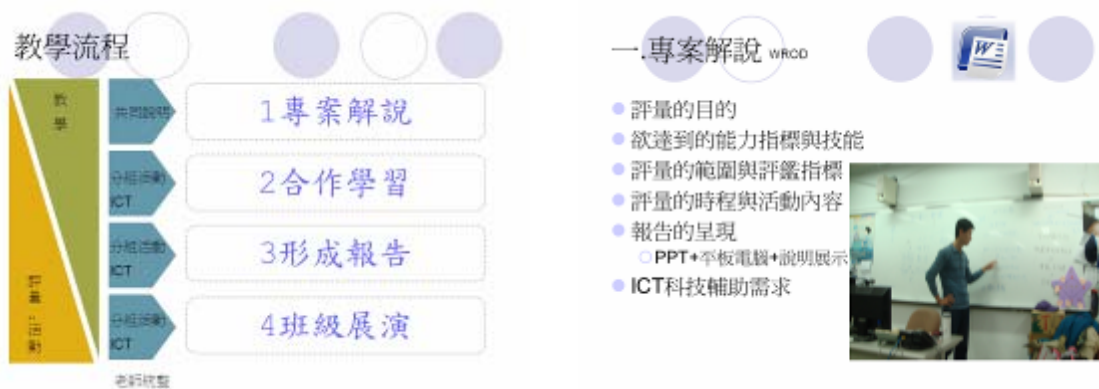 教學流程
教學
共同說明
1專案解說
分組活動
ICT
2合作學習
分組活動
ICT
3形成報告
分組活動
ICT
4班級展演
老師統整
一.專案解說 WROD
W
評量的目的
欲達到的能力指標與技能
評量的範圍與評鑑指標
評量的時程與活動內容
報告的呈現
PPT+平板電腦+說明展示
ICT科技輔助需求